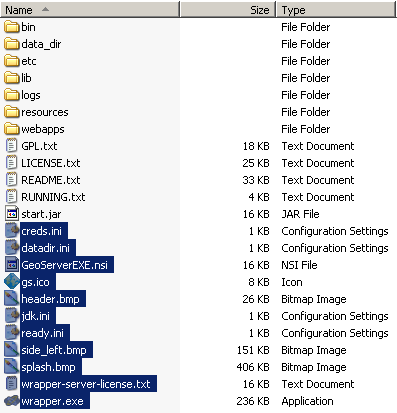 Name Size Type
bin File Folder
data_dir File Folder
etc File Folder
lib File Folder
logs File Folder
resources File Folder
webapps File Folder
GPL.txt 18 KB Text Document
LICENSE.txt 25 KB Text Document
README.txt 33 KB Text Document
RUNNING.txt 4 KB Text Document
start.jar 16 KB JAR File
creds.ini 1 KB Configuration Settings
datadir.ini 1 KB Configuration Settings
GeoServerEXE.nsi 16 KB NSI File
gs.ico 8 KB Icon
header.bmp 26 KB Bitmap Image
jdk.ini 1 KB Configuration Settings
ready.ini 1 KB Configuration Settings
side_left.bmp 151 KB Bitmap Image
splash.bmp 406 KB Bitmap Image
wrapper-server-license.txt 16 KB Text Document
wrapper.exe 236 KB Application